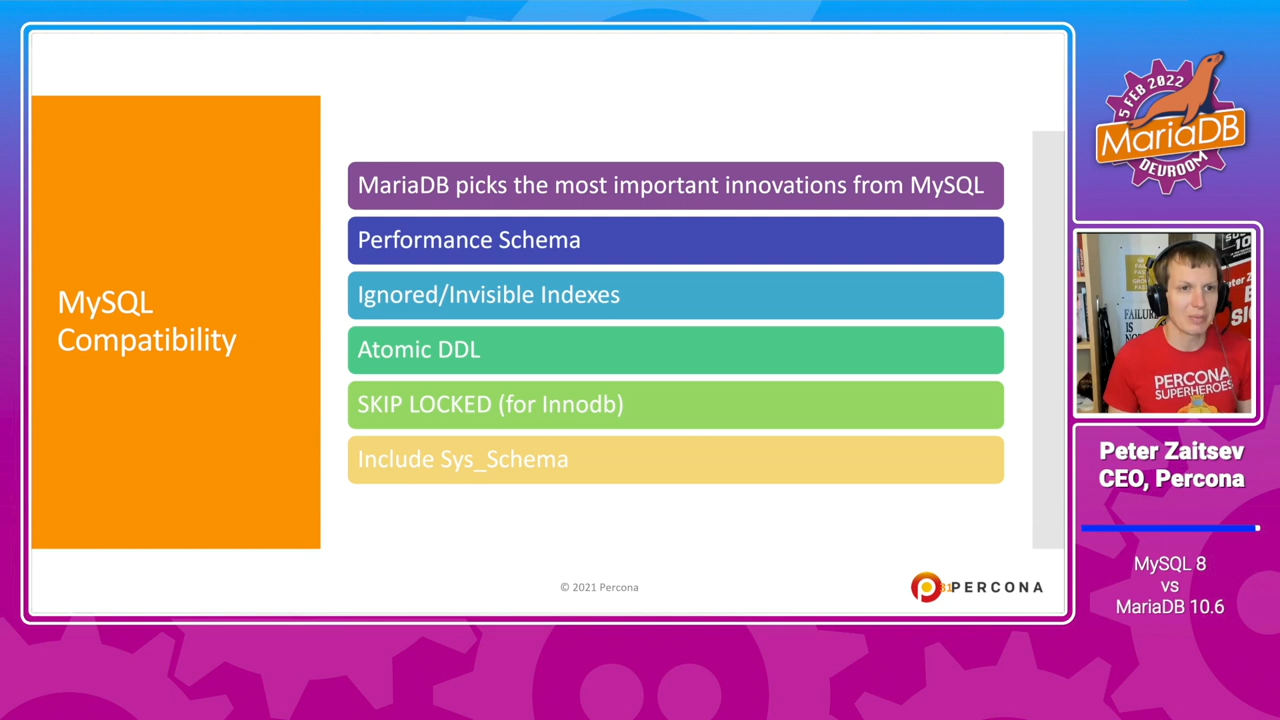 MySQL
Compatibility
MariaDB picks the most important innovations from MySQL
Performance Schema
Ignored/Invisible Indexes
Atomic DDL
SKIP LOCKED (for Innodb)
Include Sys_Schema
© 2021 Percona
31
PERCONA
5 FEB 2022
MariaDB
DEVROOM
FAILURE
IS
PERCONA
SUPERHEROES
Peter Zaitsev
CEO, Percona
MySQL 8
vs
MariaDB 10.6